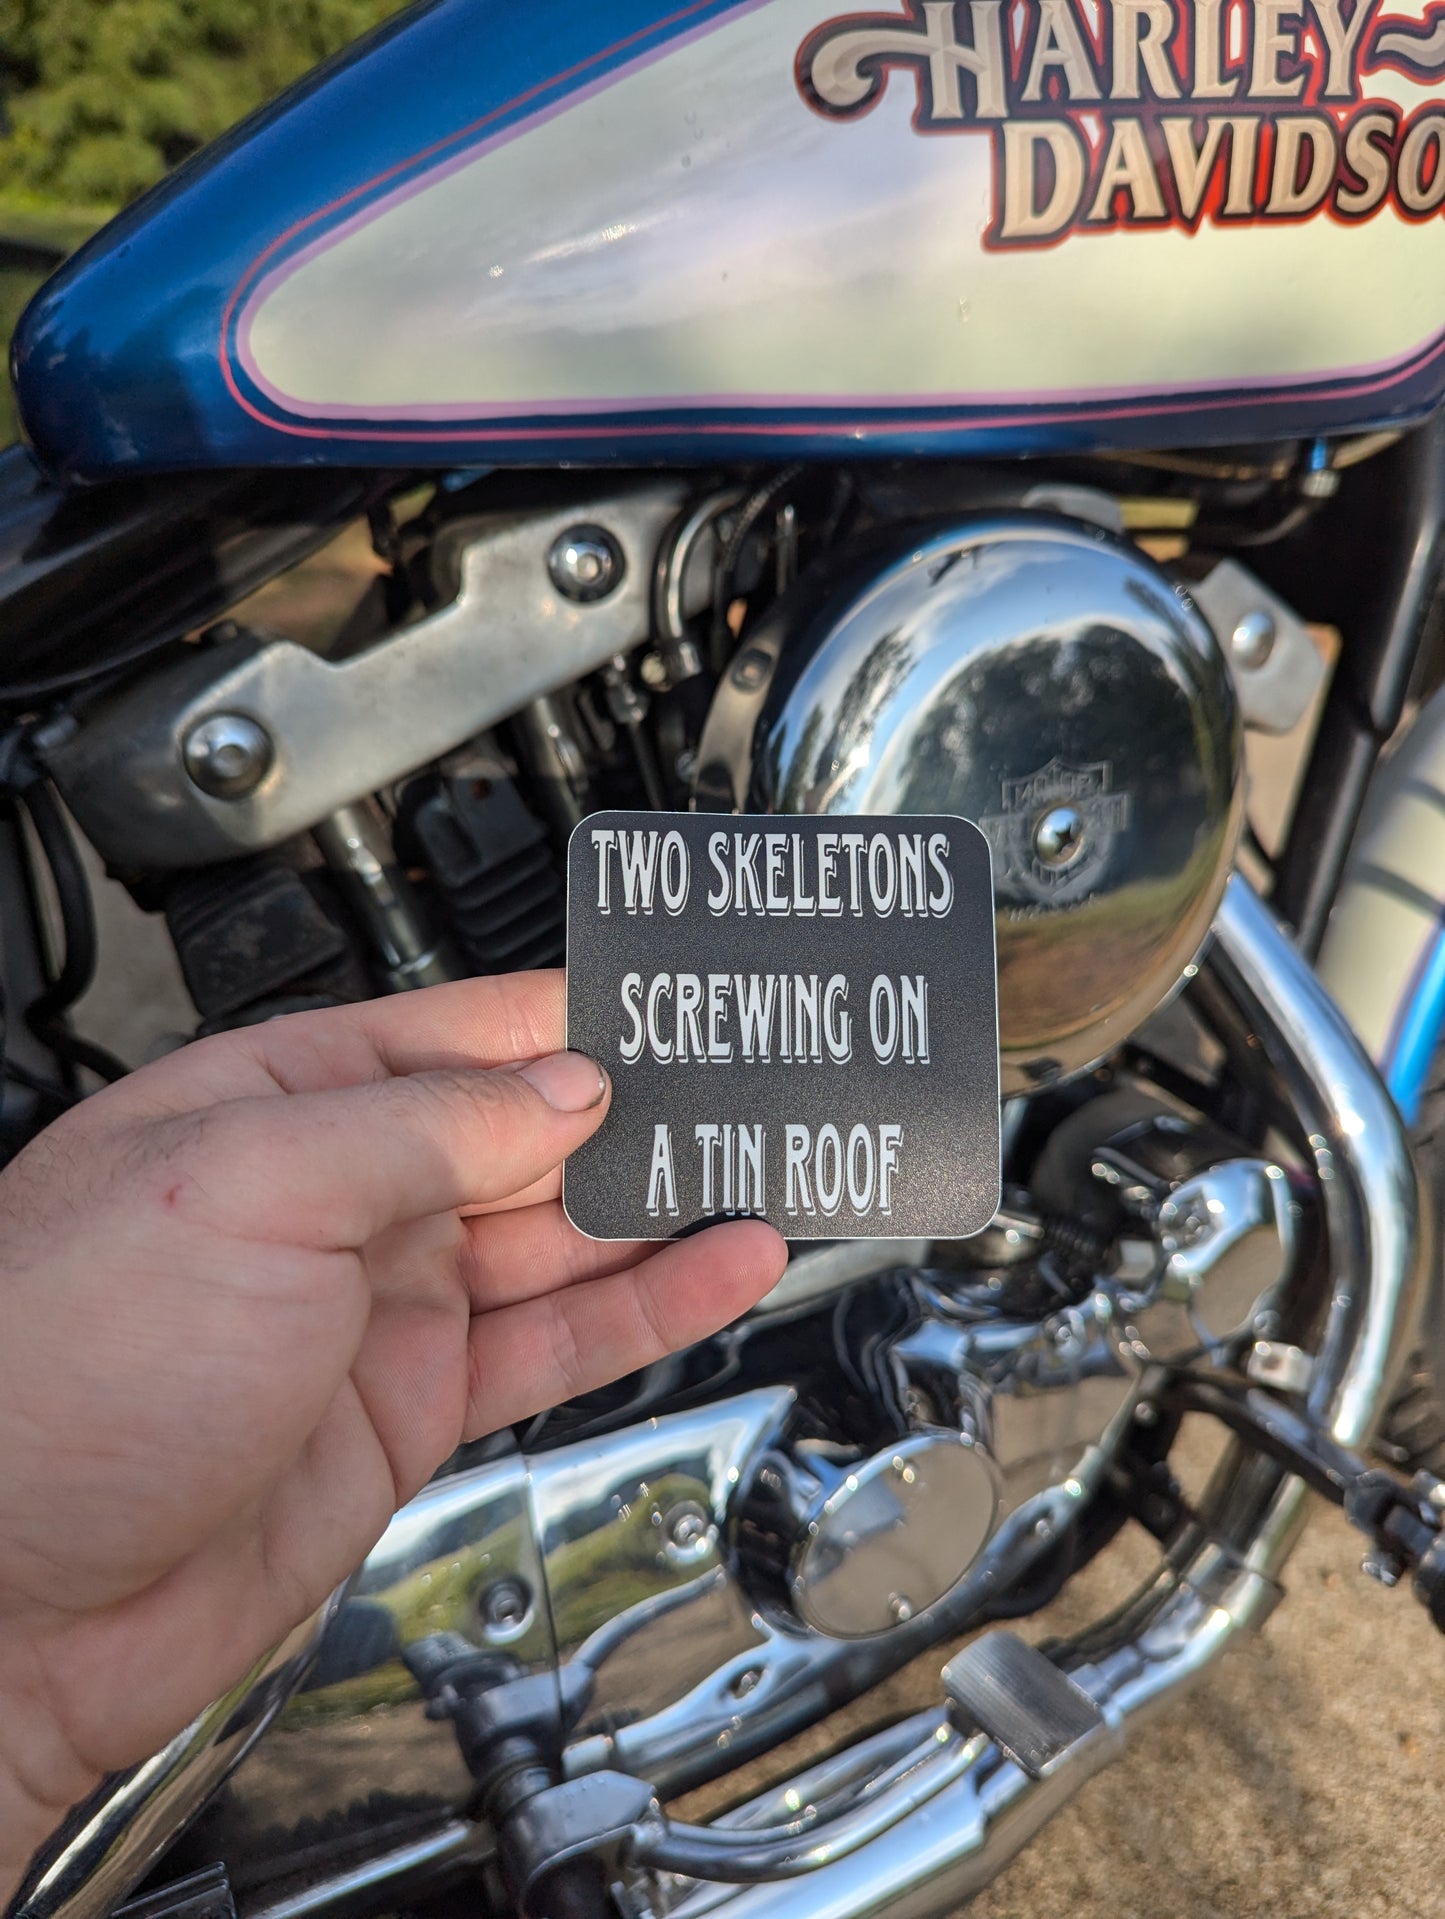 HARLEY
DAVIDSO
TWO SKELETONS
SCREWING ON
A TIN ROOF